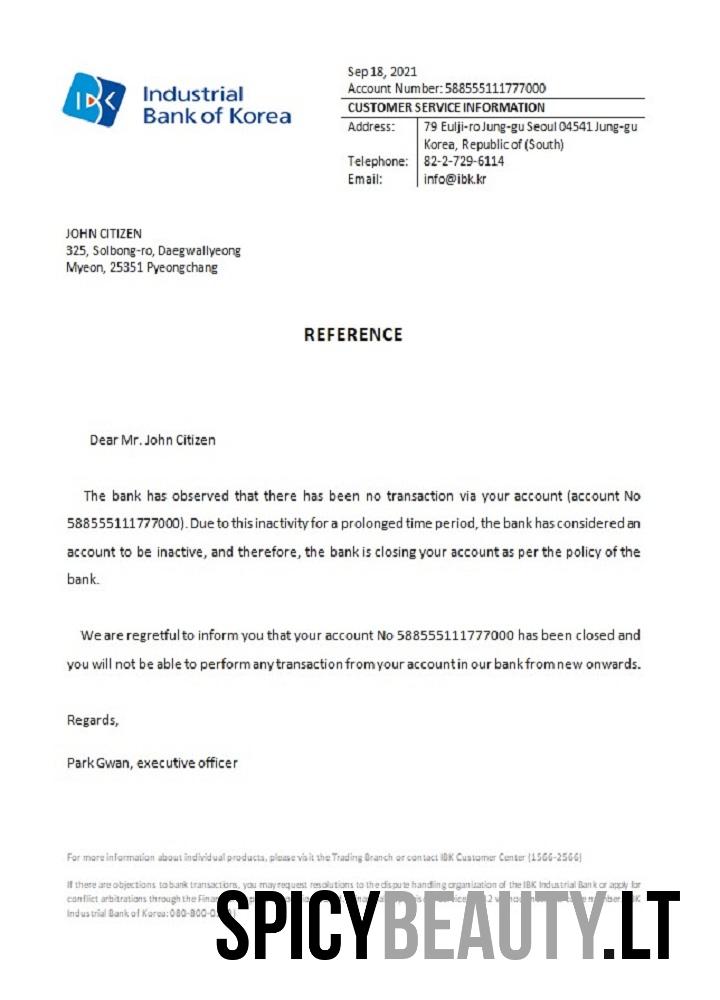 IBK
Industrial
Bank of Korea
Sep 18, 2021
Account Number: 588555111777000
CUSTOMER SERVICE INFORMATION
Address: 79 Eulji-ro Jung-gu Seoul 04541 Jung-gu
Korea, Republic of (South)
Telephone: 82-2-729-6114
Email: info@ibk.kr
JOHN CITIZEN
325, Solbong-ro, Daegwallyeong
Myeon, 25351 Pyeongchang
REFERENCE
Dear Mr. John Citizen
The bank has observed that there has been no transaction via your account (account No
588555111777000). Due to this inactivity for a prolonged time period, the bank has considered an
account to be inactive, and therefore, the bank is closing your account as per the policy of the
bank.
We are regretful to inform you that your account No 588555111777000 has been closed and
you will not be able to perform any transaction from your account in our bank from new onwards.
Regards,
Park Gwan, executive officer
For more information about individual products, please visit the Trading Branch or contact IBK Customer Center (1566-2566)
If there are objections to bank transactions, you may request resolutions to the dispute handling organization of the IBK Industrial Bank or apply for
conflict arbitrations through the
Industrial Bank of Korea: 080-800-0
SPICYBEAUTY.LT